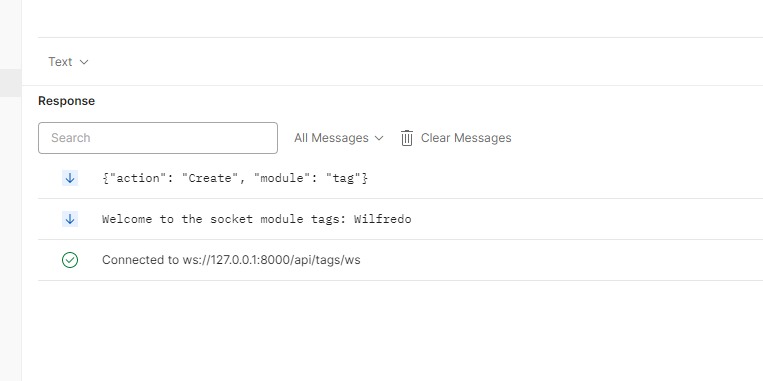 Text
Response
Search
All Messages
Clear Messages
{"action": "Create", "module": "tag"}
Welcome to the socket module tags: Wilfredo
Connected to ws://127.0.0.1:8000/api/tags/ws